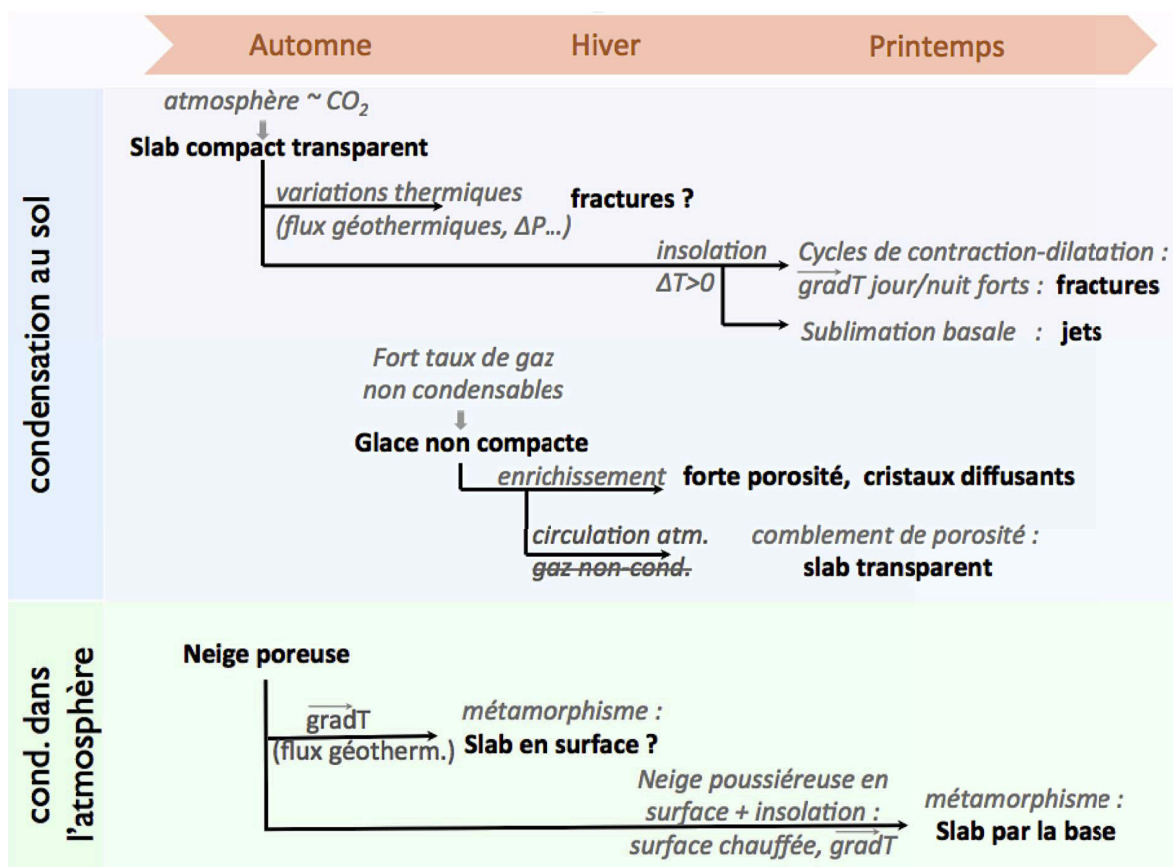 Automne
Hiver
Printemps
condensation au sol
atmosphère ~ CO₂
Slab compact transparent
variations thermiques
(flux géothermiques, ΔP...)
fractures ?
insolation
ΔT>0
Cycles de contraction-dilatation :
gradT jour/nuit forts : fractures
Sublimation basale : jets
Fort taux de gaz
non condensables
Glace non compacte
enrichissement
forte porosité, cristaux diffusants
circulation atm.
gaz non-cond.
comblement de porosité :
slab transparent
cond. dans
l'atmosphère
Neige poreuse
gradT
(flux géotherm.)
métamorphisme :
Slab en surface ?
Neige poussiéreuse en
surface + insolation :
surface chauffée, gradT
métamorphisme :
Slab par la base